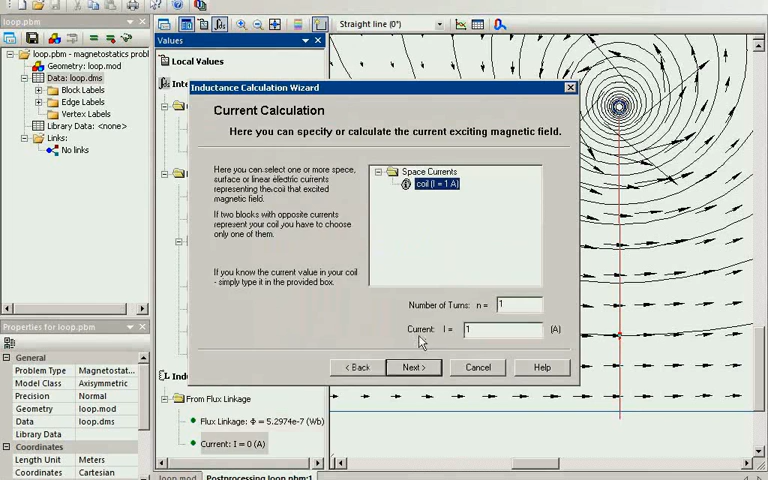 loop.pbm
loop.pbm - magnetostatics proble
Geometry: loop.mod
Data: loop.dms
Block Labels
Edge Labels
Vertex Labels
Library Data: <none>
Links:
No links
Properties for loop.pbm
General
Problem Type
Magnetostat
Model Class
Axisymmetric
Precision
Normal
Geometry
loop.mod
Data
loop.dms
Library Data
Coordinates
Length Unit
Meters
Coordinates
Cartesian
Straight line (0°)
Values
Local Values
Inductance Calculation Wizard
Current Calculation
Here you can specify or calculate the current exciting magnetic field.
Here you can select one or more space,
surface or linear electric currents
representing the coil that excited
magnetic field.
If two blocks with opposite currents
represent your coil you have to choose
only one of them.
If you know the current value in your coil
- simply type it in the provided box.
Space Currents
coil (I = 1 A)
Number of Turns: n =
1
Current: I =
1
(A)
< Back
Next >
Cancel
Help
From Flux Linkage
Flux Linkage: Φ = 5.2974e-7 (Wb)
Current: I = 0 (A)
loop.mod
Postprocessing loop.pbm:1